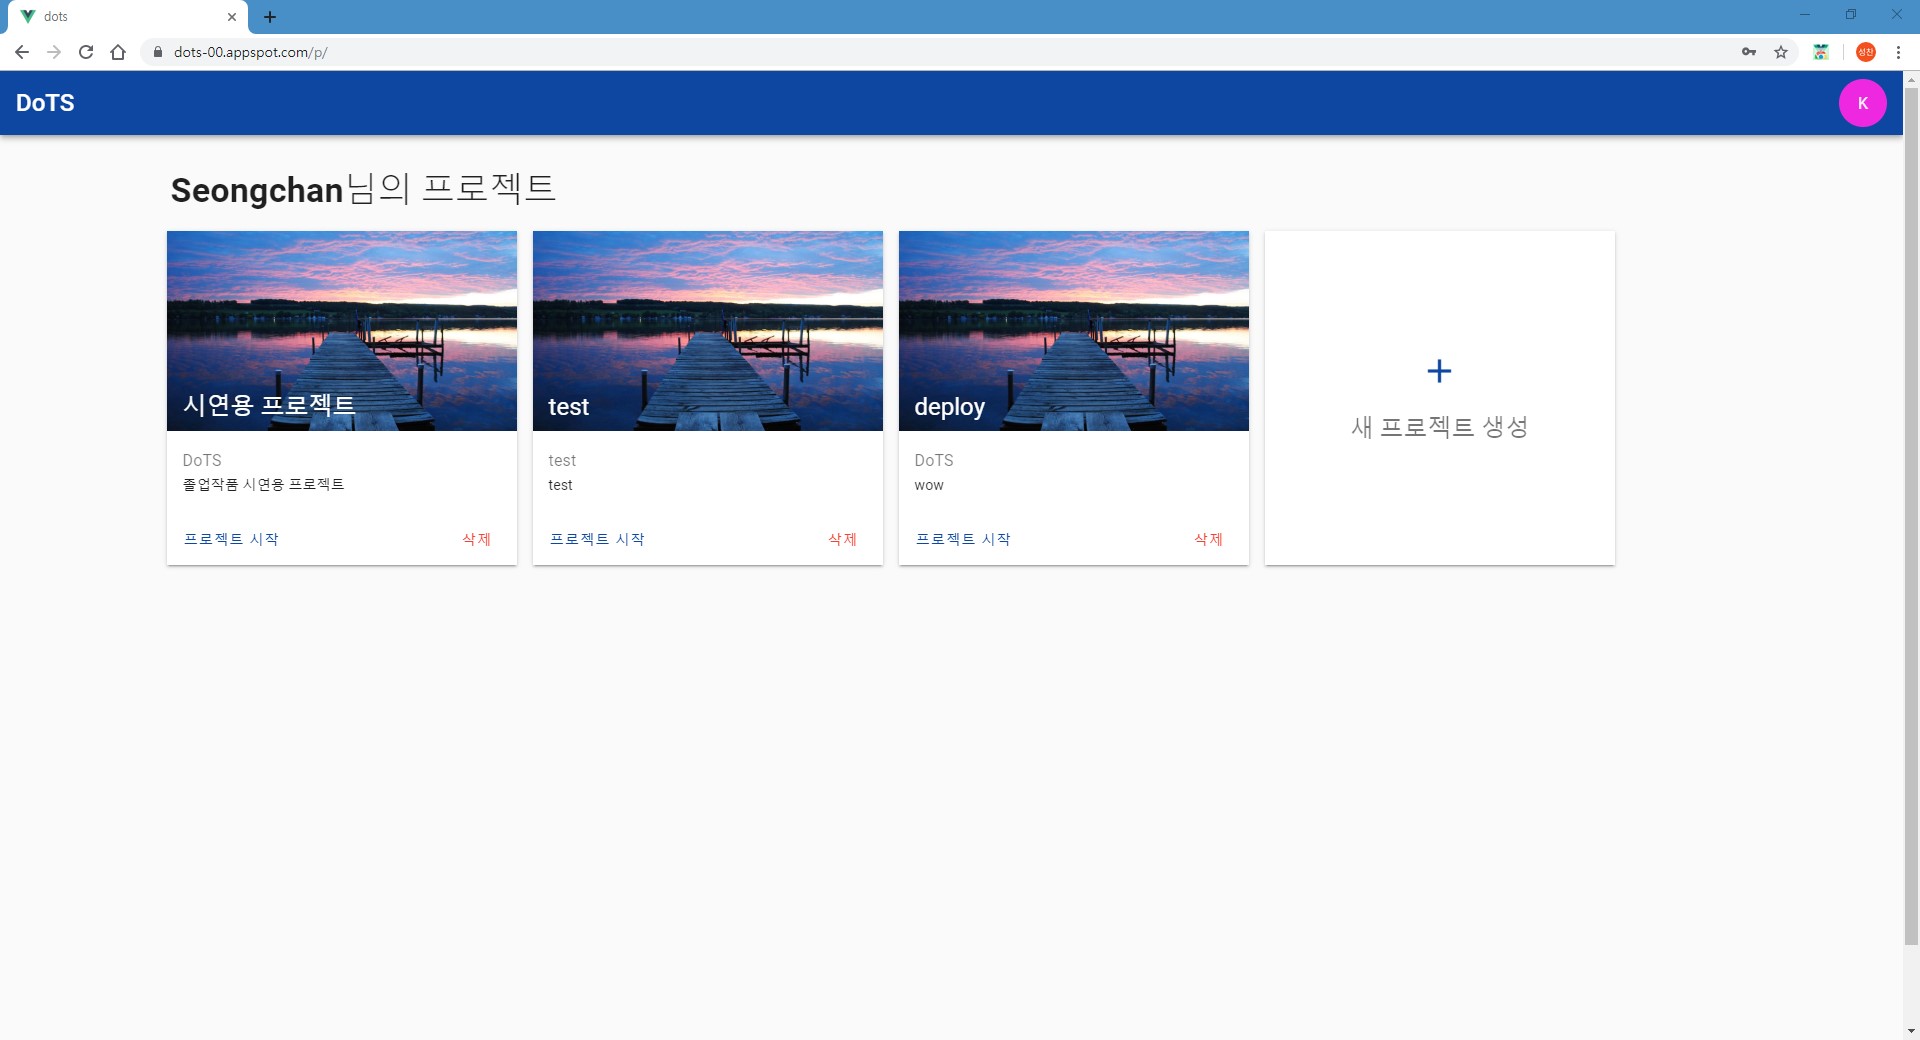 dots
dots-00.appspot.com/p/
성찬
DoTS
K
Seongchan님의 프로젝트
시연용 프로젝트
DoTS
졸업작품 시연용 프로젝트
프로젝트 시작 삭제
test
test
test
프로젝트 시작 삭제
deploy
DoTS
wow
프로젝트 시작 삭제
새 프로젝트 생성